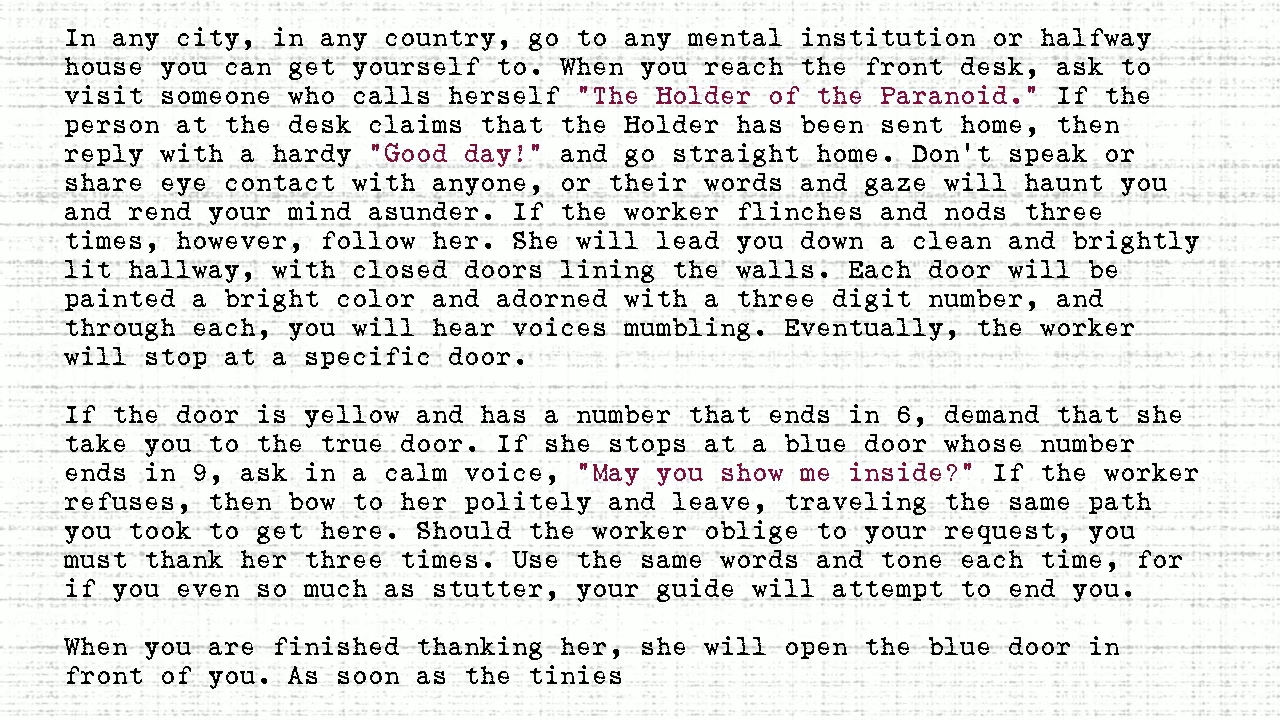 In any city, in any country, go to any mental institution or halfway
house you can get yourself to. When you reach the front desk, ask to
visit someone who calls herself "The Holder of the Paranoid." If the
person at the desk claims that the Holder has been sent home, then
reply with a hardy "Good day!" and go straight home. Don't speak or
share eye contact with anyone, or their words and gaze will haunt you
and rend your mind asunder. If the worker flinches and nods three
times, however, follow her. She will lead you down a clean and brightly
lit hallway, with closed doors lining the walls. Each door will be
painted a bright color and adorned with a three digit number, and
through each, you will hear voices mumbling. Eventually, the worker
will stop at a specific door.
If the door is yellow and has a number that ends in 6, demand that she
take you to the true door. If she stops at a blue door whose number
ends in 9, ask in a calm voice, "May you show me inside?" If the worker
refuses, then bow to her politely and leave, traveling the same path
you took to get here. Should the worker oblige to your request, you
must thank her three times. Use the same words and tone each time, for
if you even so much as stutter, your guide will attempt to end you.
When you are finished thanking her, she will open the blue door in
front of you. As soon as the tinies